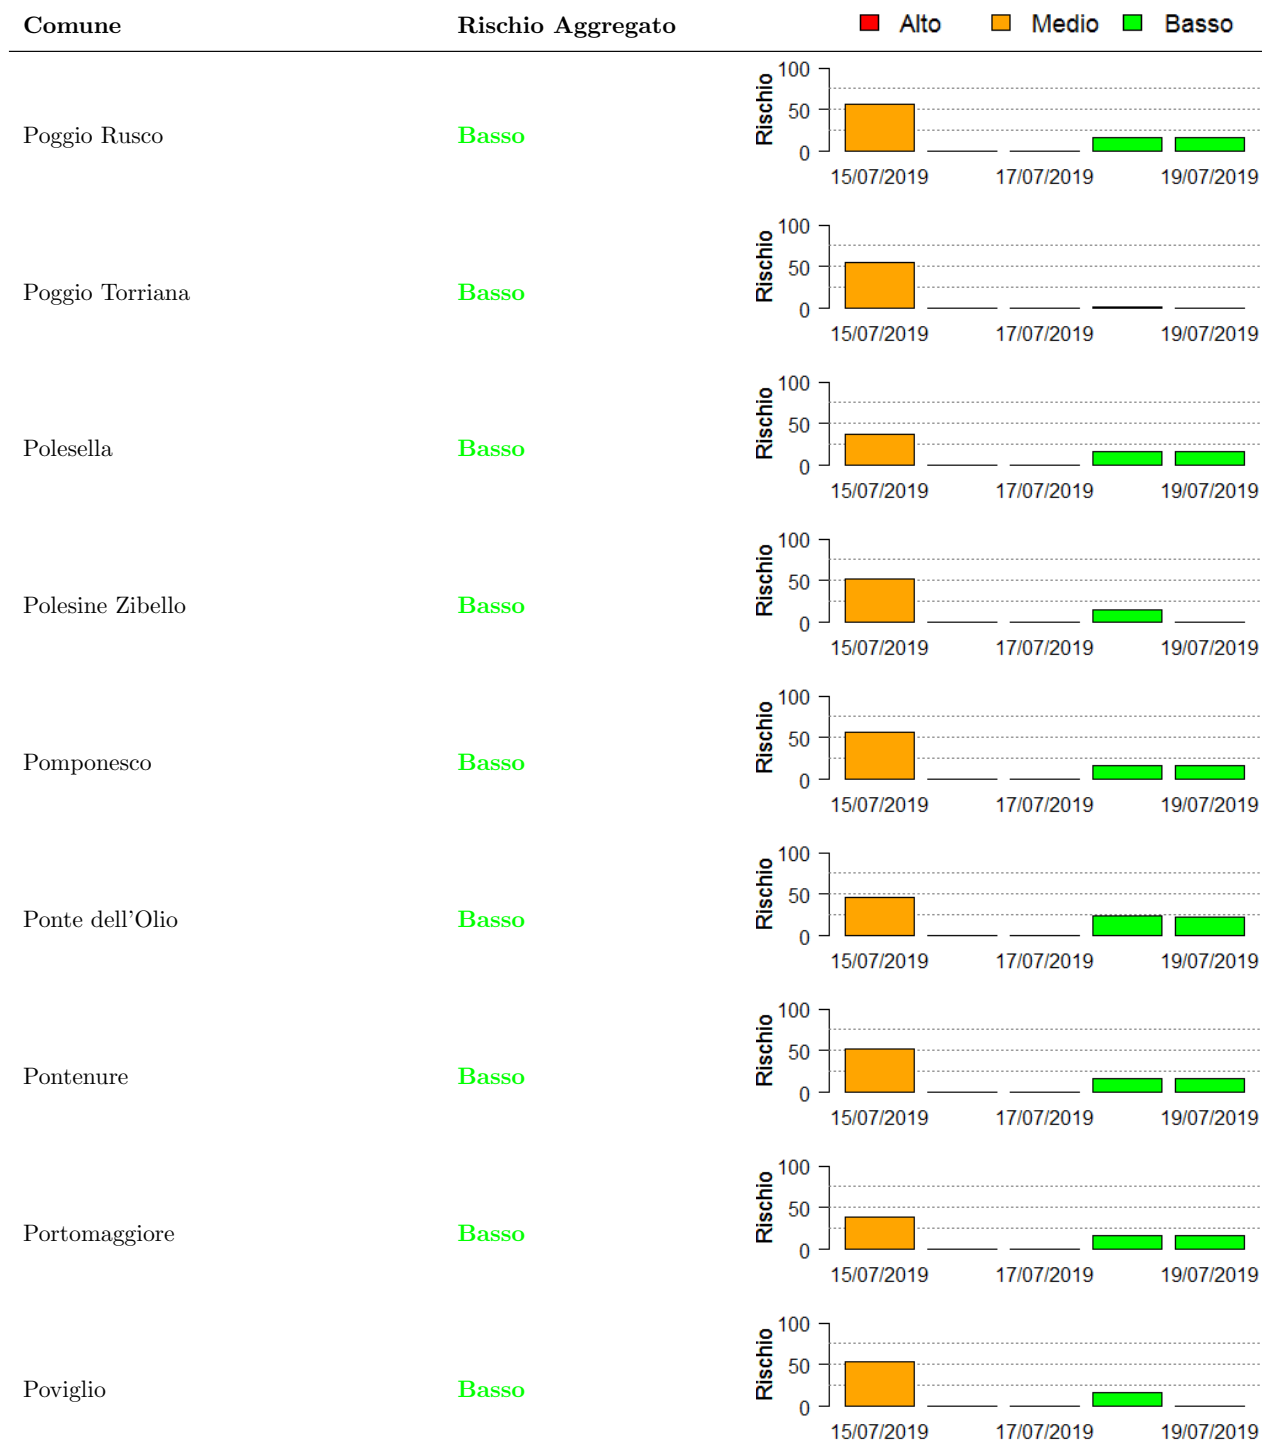 Comune Rischio Aggregato Alto Medio Basso
Poggio Rusco Basso Rischio 100 50 0
15/07/2019 17/07/2019 19/07/2019
Poggio Torriana Basso Rischio 100 50 0
15/07/2019 17/07/2019 19/07/2019
Polesella Basso Rischio 100 50 0
15/07/2019 17/07/2019 19/07/2019
Polesine Zibello Basso Rischio 100 50 0
15/07/2019 17/07/2019 19/07/2019
Pomponesco Basso Rischio 100 50 0
15/07/2019 17/07/2019 19/07/2019
Ponte dell'Olio Basso Rischio 100 50 0
15/07/2019 17/07/2019 19/07/2019
Pontenure Basso Rischio 100 50 0
15/07/2019 17/07/2019 19/07/2019
Portomaggiore Basso Rischio 100 50 0
15/07/2019 17/07/2019 19/07/2019
Poviglio Basso Rischio 100 50 0
15/07/2019 17/07/2019 19/07/2019